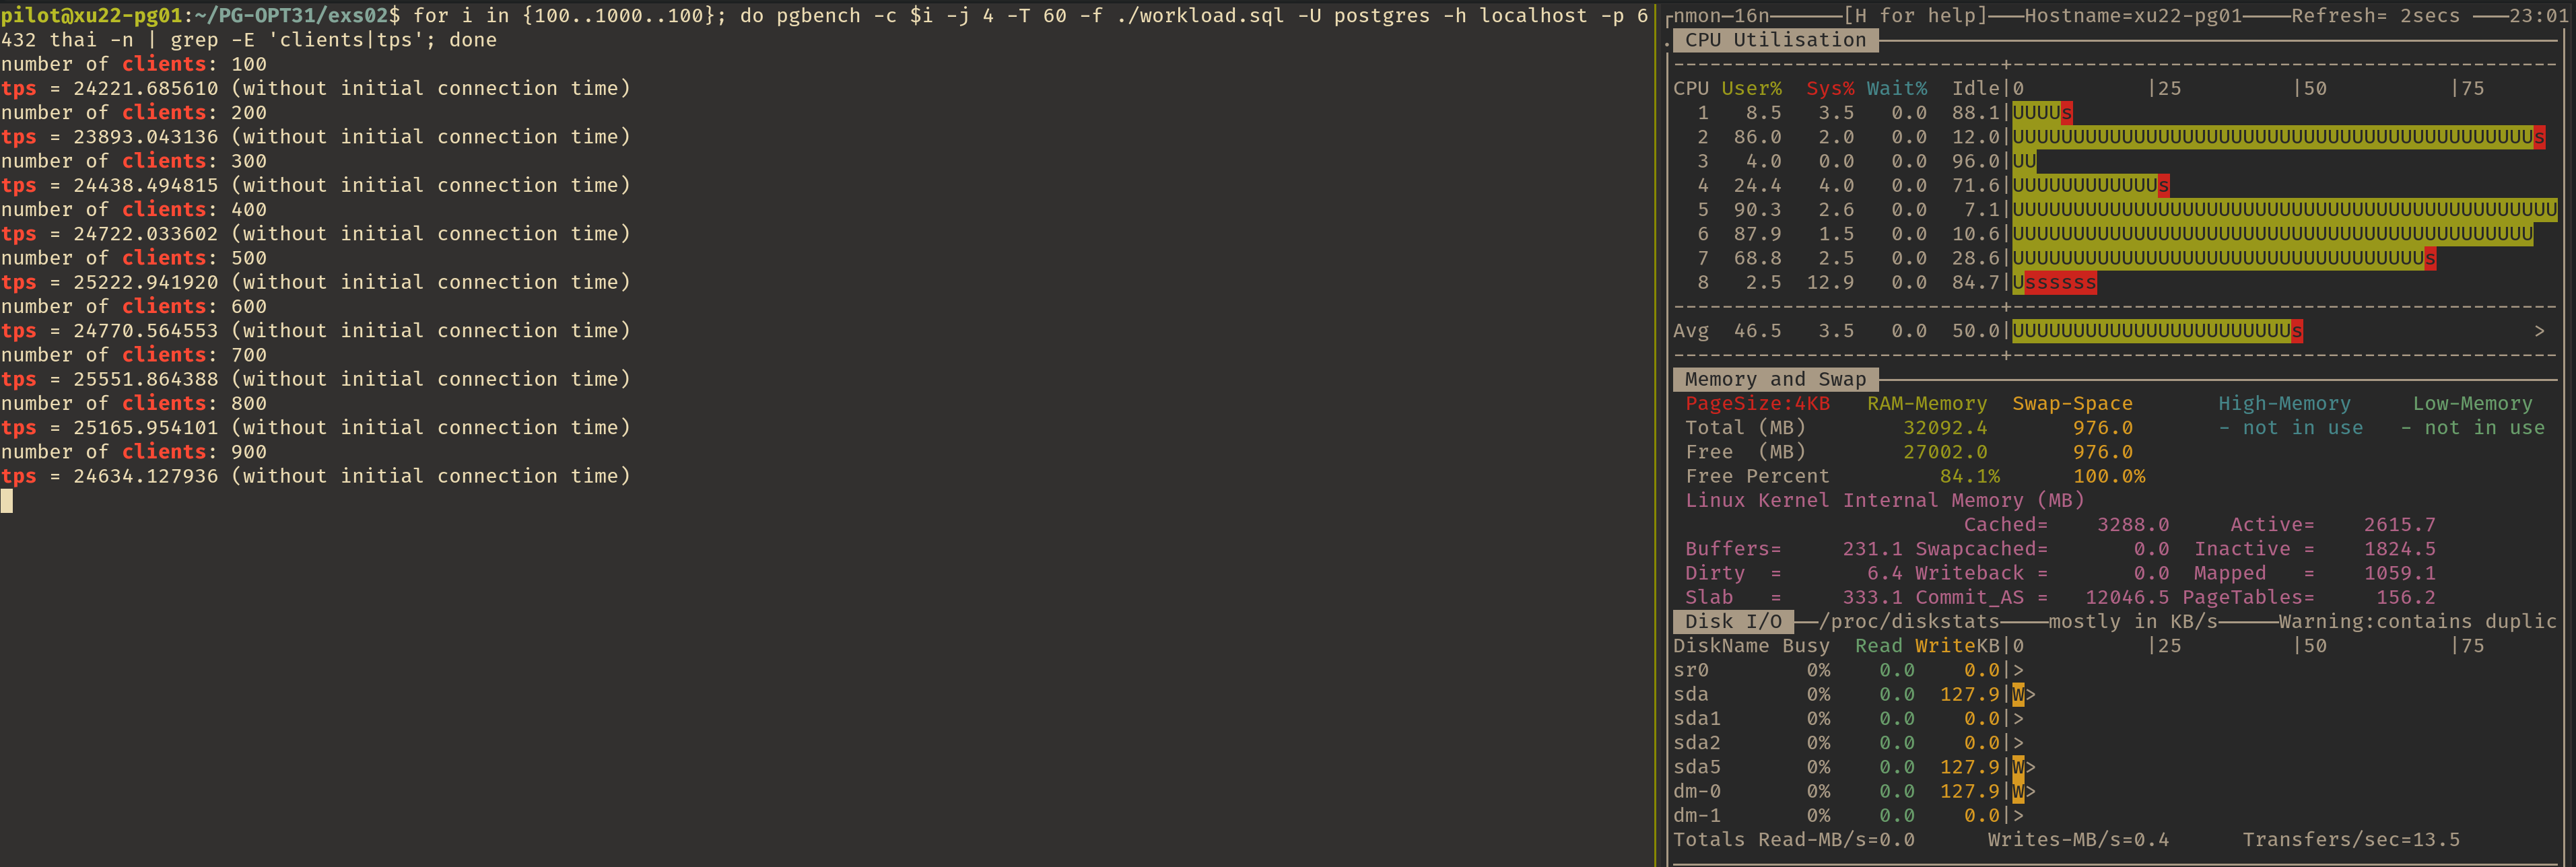 pilot@xu22-pg01:~/PG-OPT31/exs02$ for i in {100..1000..100}; do pgbench -c $i -j 4 -T 60 -f ./workload.sql -U postgres -h localhost -p 6
432 thai -n | grep -E 'clients|tps'; done
number of clients: 100
tps = 24221.685610 (without initial connection time)
number of clients: 200
tps = 23893.043136 (without initial connection time)
number of clients: 300
tps = 24438.494815 (without initial connection time)
number of clients: 400
tps = 24722.033602 (without initial connection time)
number of clients: 500
tps = 25222.941920 (without initial connection time)
number of clients: 600
tps = 24770.564553 (without initial connection time)
number of clients: 700
tps = 25551.864388 (without initial connection time)
number of clients: 800
tps = 25165.954101 (without initial connection time)
number of clients: 900
tps = 24634.127936 (without initial connection time)
nmon—16n———[H for help]———Hostname=xu22-pg01———Refresh= 2secs ———23:01
CPU Utilisation
---------------------------+---------------------------------------------
CPU User% Sys% Wait% Idle|0 |25 |50 |75
1 8.5 3.5 0.0 88.1|UUUUs
2 86.0 2.0 0.0 12.0|UUUUUUUUUUUUUUUUUUUUUUUUUUUUUUUUUUUUUUUUUUUs
3 4.0 0.0 0.0 96.0|UU
4 24.4 4.0 0.0 71.6|UUUUUUUUUUUUs
5 90.3 2.6 0.0 7.1|UUUUUUUUUUUUUUUUUUUUUUUUUUUUUUUUUUUUUUUUUUUUU
6 87.9 1.5 0.0 10.6|UUUUUUUUUUUUUUUUUUUUUUUUUUUUUUUUUUUUUUUUUUU
7 68.8 2.5 0.0 28.6|UUUUUUUUUUUUUUUUUUUUUUUUUUUUUUUUUUs
8 2.5 12.9 0.0 84.7|Ussssss
---------------------------+---------------------------------------------
Avg 46.5 3.5 0.0 50.0|UUUUUUUUUUUUUUUUUUUUUUUs >
---------------------------+---------------------------------------------
Memory and Swap
PageSize:4KB RAM-Memory Swap-Space High-Memory Low-Memory
Total (MB) 32092.4 976.0 - not in use - not in use
Free (MB) 27002.0 976.0
Free Percent 84.1% 100.0%
Linux Kernel Internal Memory (MB)
Cached= 3288.0 Active= 2615.7
Buffers= 231.1 Swapcached= 0.0 Inactive = 1824.5
Dirty = 6.4 Writeback = 0.0 Mapped = 1059.1
Slab = 333.1 Commit_AS = 12046.5 PageTables= 156.2
Disk I/O ——/proc/diskstats————mostly in KB/s—————Warning:contains duplic
DiskName Busy Read WriteKB|0 |25 |50 |75
sr0 0% 0.0 0.0|>
sda 0% 0.0 127.9|W>
sda1 0% 0.0 0.0|>
sda2 0% 0.0 0.0|>
sda5 0% 0.0 127.9|W>
dm-0 0% 0.0 127.9|W>
dm-1 0% 0.0 0.0|>
Totals Read-MB/s=0.0 Writes-MB/s=0.4 Transfers/sec=13.5